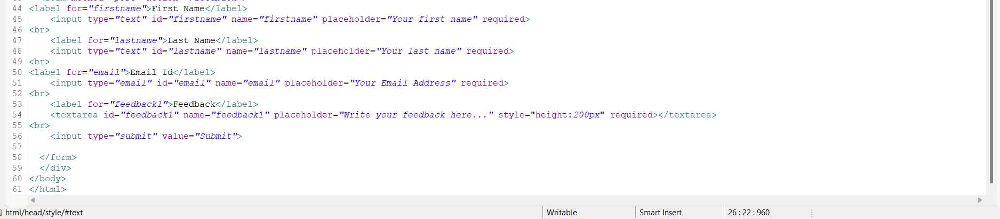 44 <label for="firstname">First Name</label>
45     <input type="text" id="firstname" name="firstname" placeholder="Your first name" required>
46 <br>
47     <label for="lastname">Last Name</label>
48     <input type="text" id="lastname" name="lastname" placeholder="Your last name" required>
49 <br>
50 <label for="email">Email Id</label>
51     <input type="email" id="email" name="email" placeholder="Your Email Address" required>
52 <br>
53     <label for="feedback1">Feedback</label>
54     <textarea id="feedback1" name="feedback1" placeholder="Write your feedback here..." style="height:200px" required></textarea>
55 <br>
56     <input type="submit" value="Submit">
57
58   </form>
59   </div>
60 </body>
61 </html>
html/head/style/#text Writable Smart Insert 26 : 22 : 960